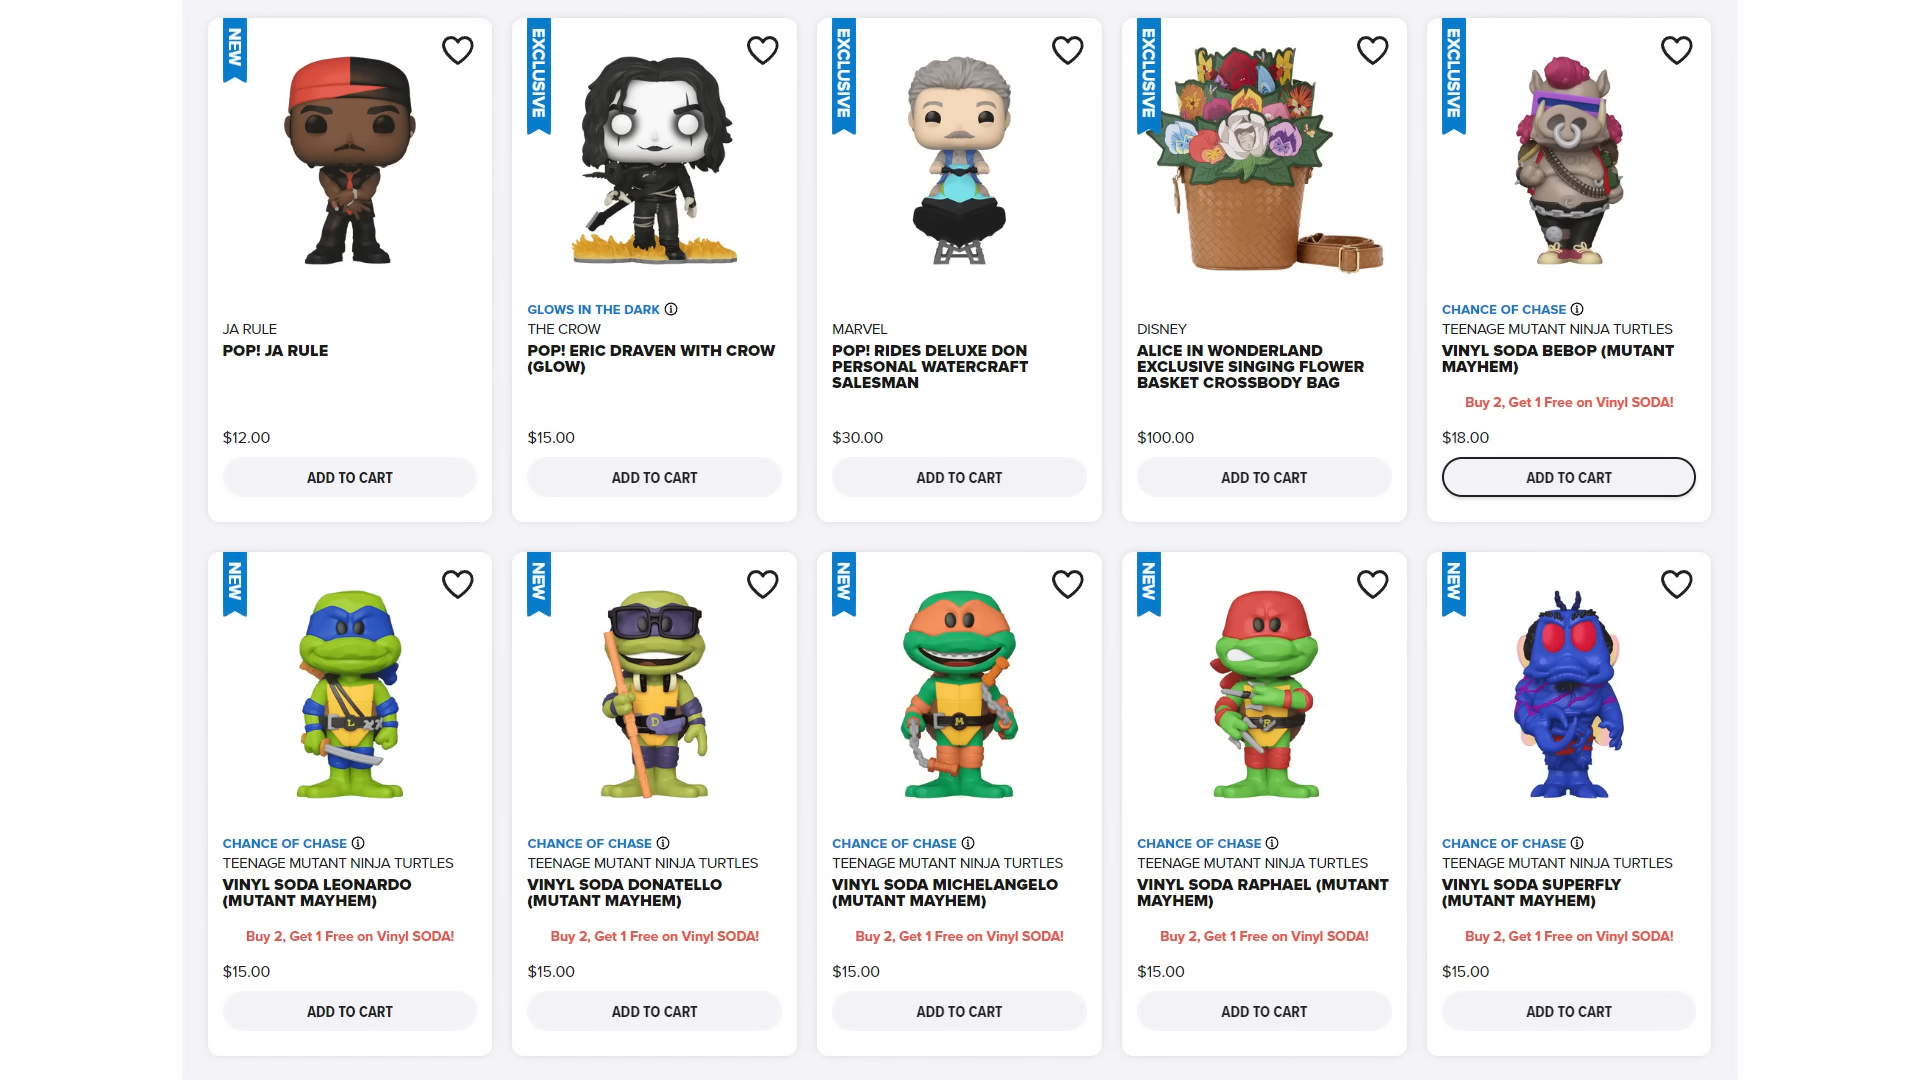 NEW
JA RULE
POP! JA RULE
$12.00
ADD TO CART
EXCLUSIVE
GLOWS IN THE DARK
THE CROW
POP! ERIC DRAVEN WITH CROW
(GLOW)
$15.00
ADD TO CART
EXCLUSIVE
MARVEL
POP! RIDES DELUXE DON
PERSONAL WATERCRAFT
SALESMAN
$30.00
ADD TO CART
EXCLUSIVE
DISNEY
ALICE IN WONDERLAND
EXCLUSIVE SINGING FLOWER
BASKET CROSSBODY BAG
$100.00
ADD TO CART
EXCLUSIVE
CHANCE OF CHASE
TEENAGE MUTANT NINJA TURTLES
VINYL SODA BEBOP (MUTANT
MAYHEM)
Buy 2, Get 1 Free on Vinyl SODA!
$18.00
ADD TO CART
NEW
L
CHANCE OF CHASE
TEENAGE MUTANT NINJA TURTLES
VINYL SODA LEONARDO
(MUTANT MAYHEM)
Buy 2, Get 1 Free on Vinyl SODA!
$15.00
ADD TO CART
NEW
D
CHANCE OF CHASE
TEENAGE MUTANT NINJA TURTLES
VINYL SODA DONATELLO
(MUTANT MAYHEM)
Buy 2, Get 1 Free on Vinyl SODA!
$15.00
ADD TO CART
NEW
M
CHANCE OF CHASE
TEENAGE MUTANT NINJA TURTLES
VINYL SODA MICHELANGELO
(MUTANT MAYHEM)
Buy 2, Get 1 Free on Vinyl SODA!
$15.00
ADD TO CART
NEW
R
CHANCE OF CHASE
TEENAGE MUTANT NINJA TURTLES
VINYL SODA RAPHAEL (MUTANT
MAYHEM)
Buy 2, Get 1 Free on Vinyl SODA!
$15.00
ADD TO CART
NEW
CHANCE OF CHASE
TEENAGE MUTANT NINJA TURTLES
VINYL SODA SUPERFLY
(MUTANT MAYHEM)
Buy 2, Get 1 Free on Vinyl SODA!
$15.00
ADD TO CART